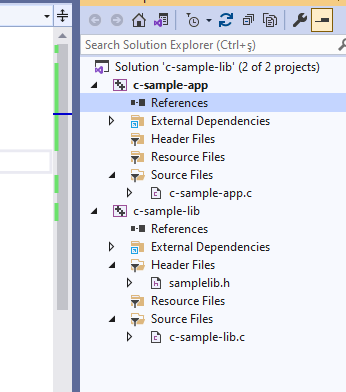 Search Solution Explorer (Ctrl+ş)
Solution 'c-sample-lib' (2 of 2 projects)
c-sample-app
References
External Dependencies
Header Files
Resource Files
Source Files
c-sample-app.c
c-sample-lib
References
External Dependencies
Header Files
samplelib.h
Resource Files
Source Files
c-sample-lib.c